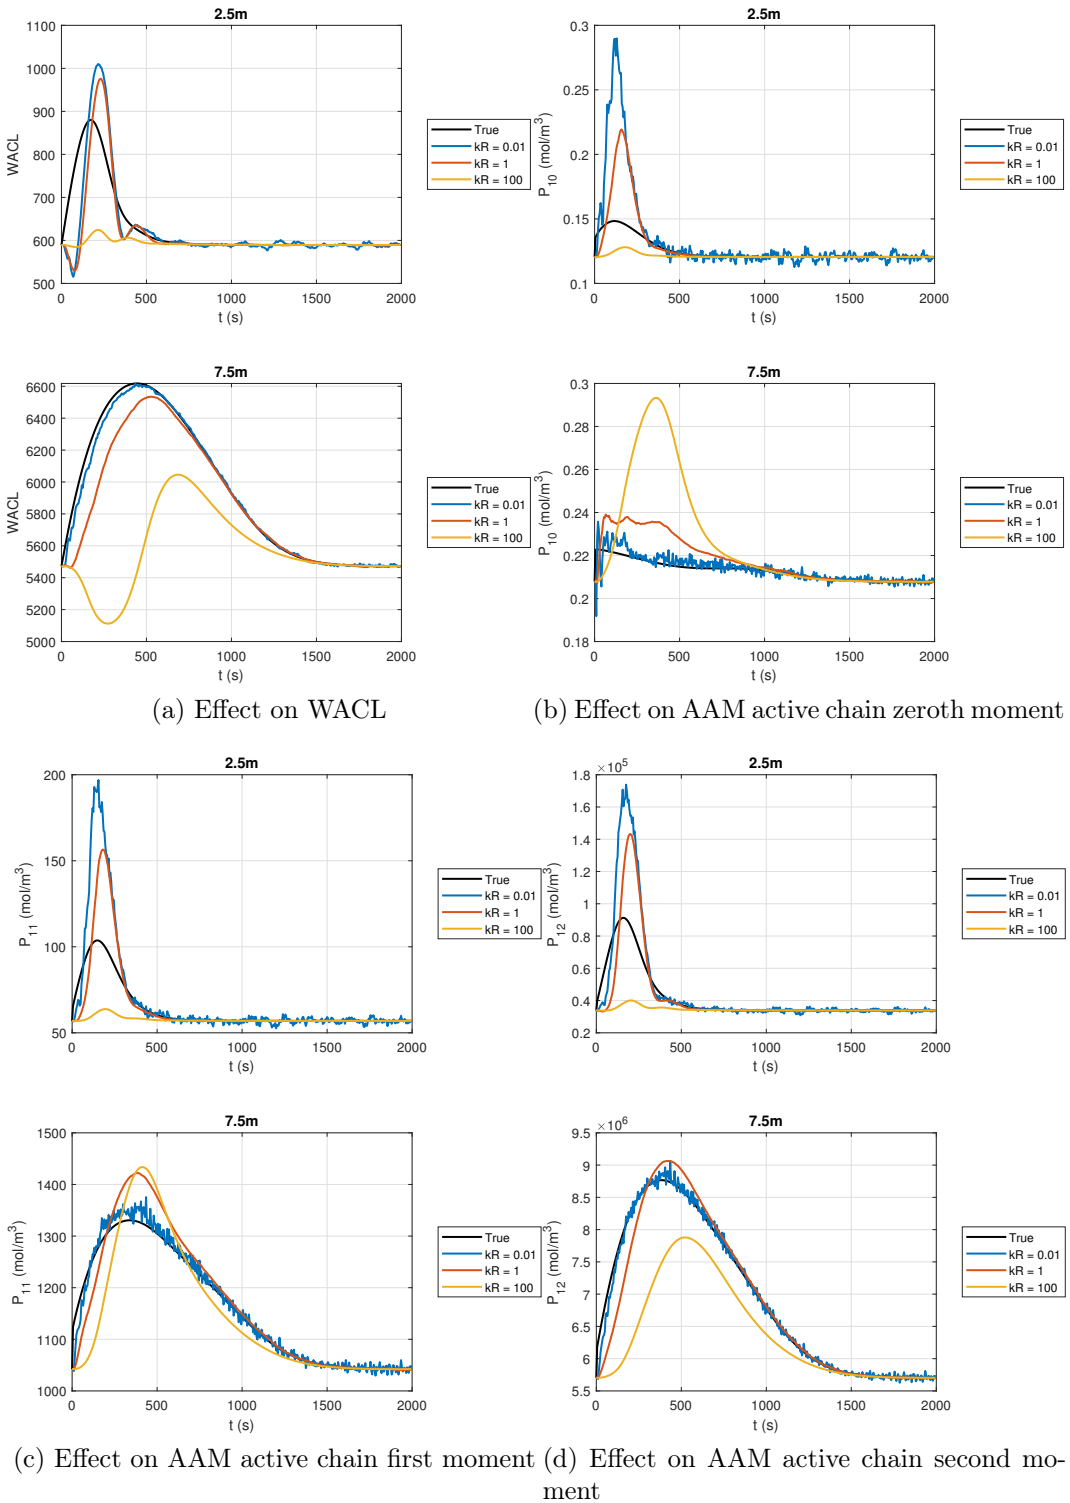 2.5m
1100
1000
900
800
700
600
500
WACL
0 500 1000 1500 2000
t (s)
True
kR = 0.01
kR = 1
kR = 100
2.5m
0.3
0.25
0.2
0.15
0.1
P10 (mol/m3)
0 500 1000 1500 2000
t (s)
True
kR = 0.01
kR = 1
kR = 100
7.5m
6600
6400
6200
6000
5800
5600
5400
5200
5000
WACL
0 500 1000 1500 2000
t (s)
True
kR = 0.01
kR = 1
kR = 100
7.5m
0.3
0.28
0.26
0.24
0.22
0.2
0.18
P10 (mol/m3)
0 500 1000 1500 2000
t (s)
True
kR = 0.01
kR = 1
kR = 100
(a) Effect on WACL
(b) Effect on AAM active chain zeroth moment
2.5m
200
150
100
50
P11 (mol/m3)
0 500 1000 1500 2000
t (s)
True
kR = 0.01
kR = 1
kR = 100
2.5m
×10^5
1.8
1.6
1.4
1.2
1
0.8
0.6
0.4
0.2
P12 (mol/m3)
0 500 1000 1500 2000
t (s)
True
kR = 0.01
kR = 1
kR = 100
7.5m
1500
1400
1300
1200
1100
1000
P11 (mol/m3)
0 500 1000 1500 2000
t (s)
True
kR = 0.01
kR = 1
kR = 100
7.5m
×10^6
9.5
9
8.5
8
7.5
7
6.5
6
5.5
P12 (mol/m3)
0 500 1000 1500 2000
t (s)
True
kR = 0.01
kR = 1
kR = 100
(c) Effect on AAM active chain first moment
(d) Effect on AAM active chain second mo-
ment